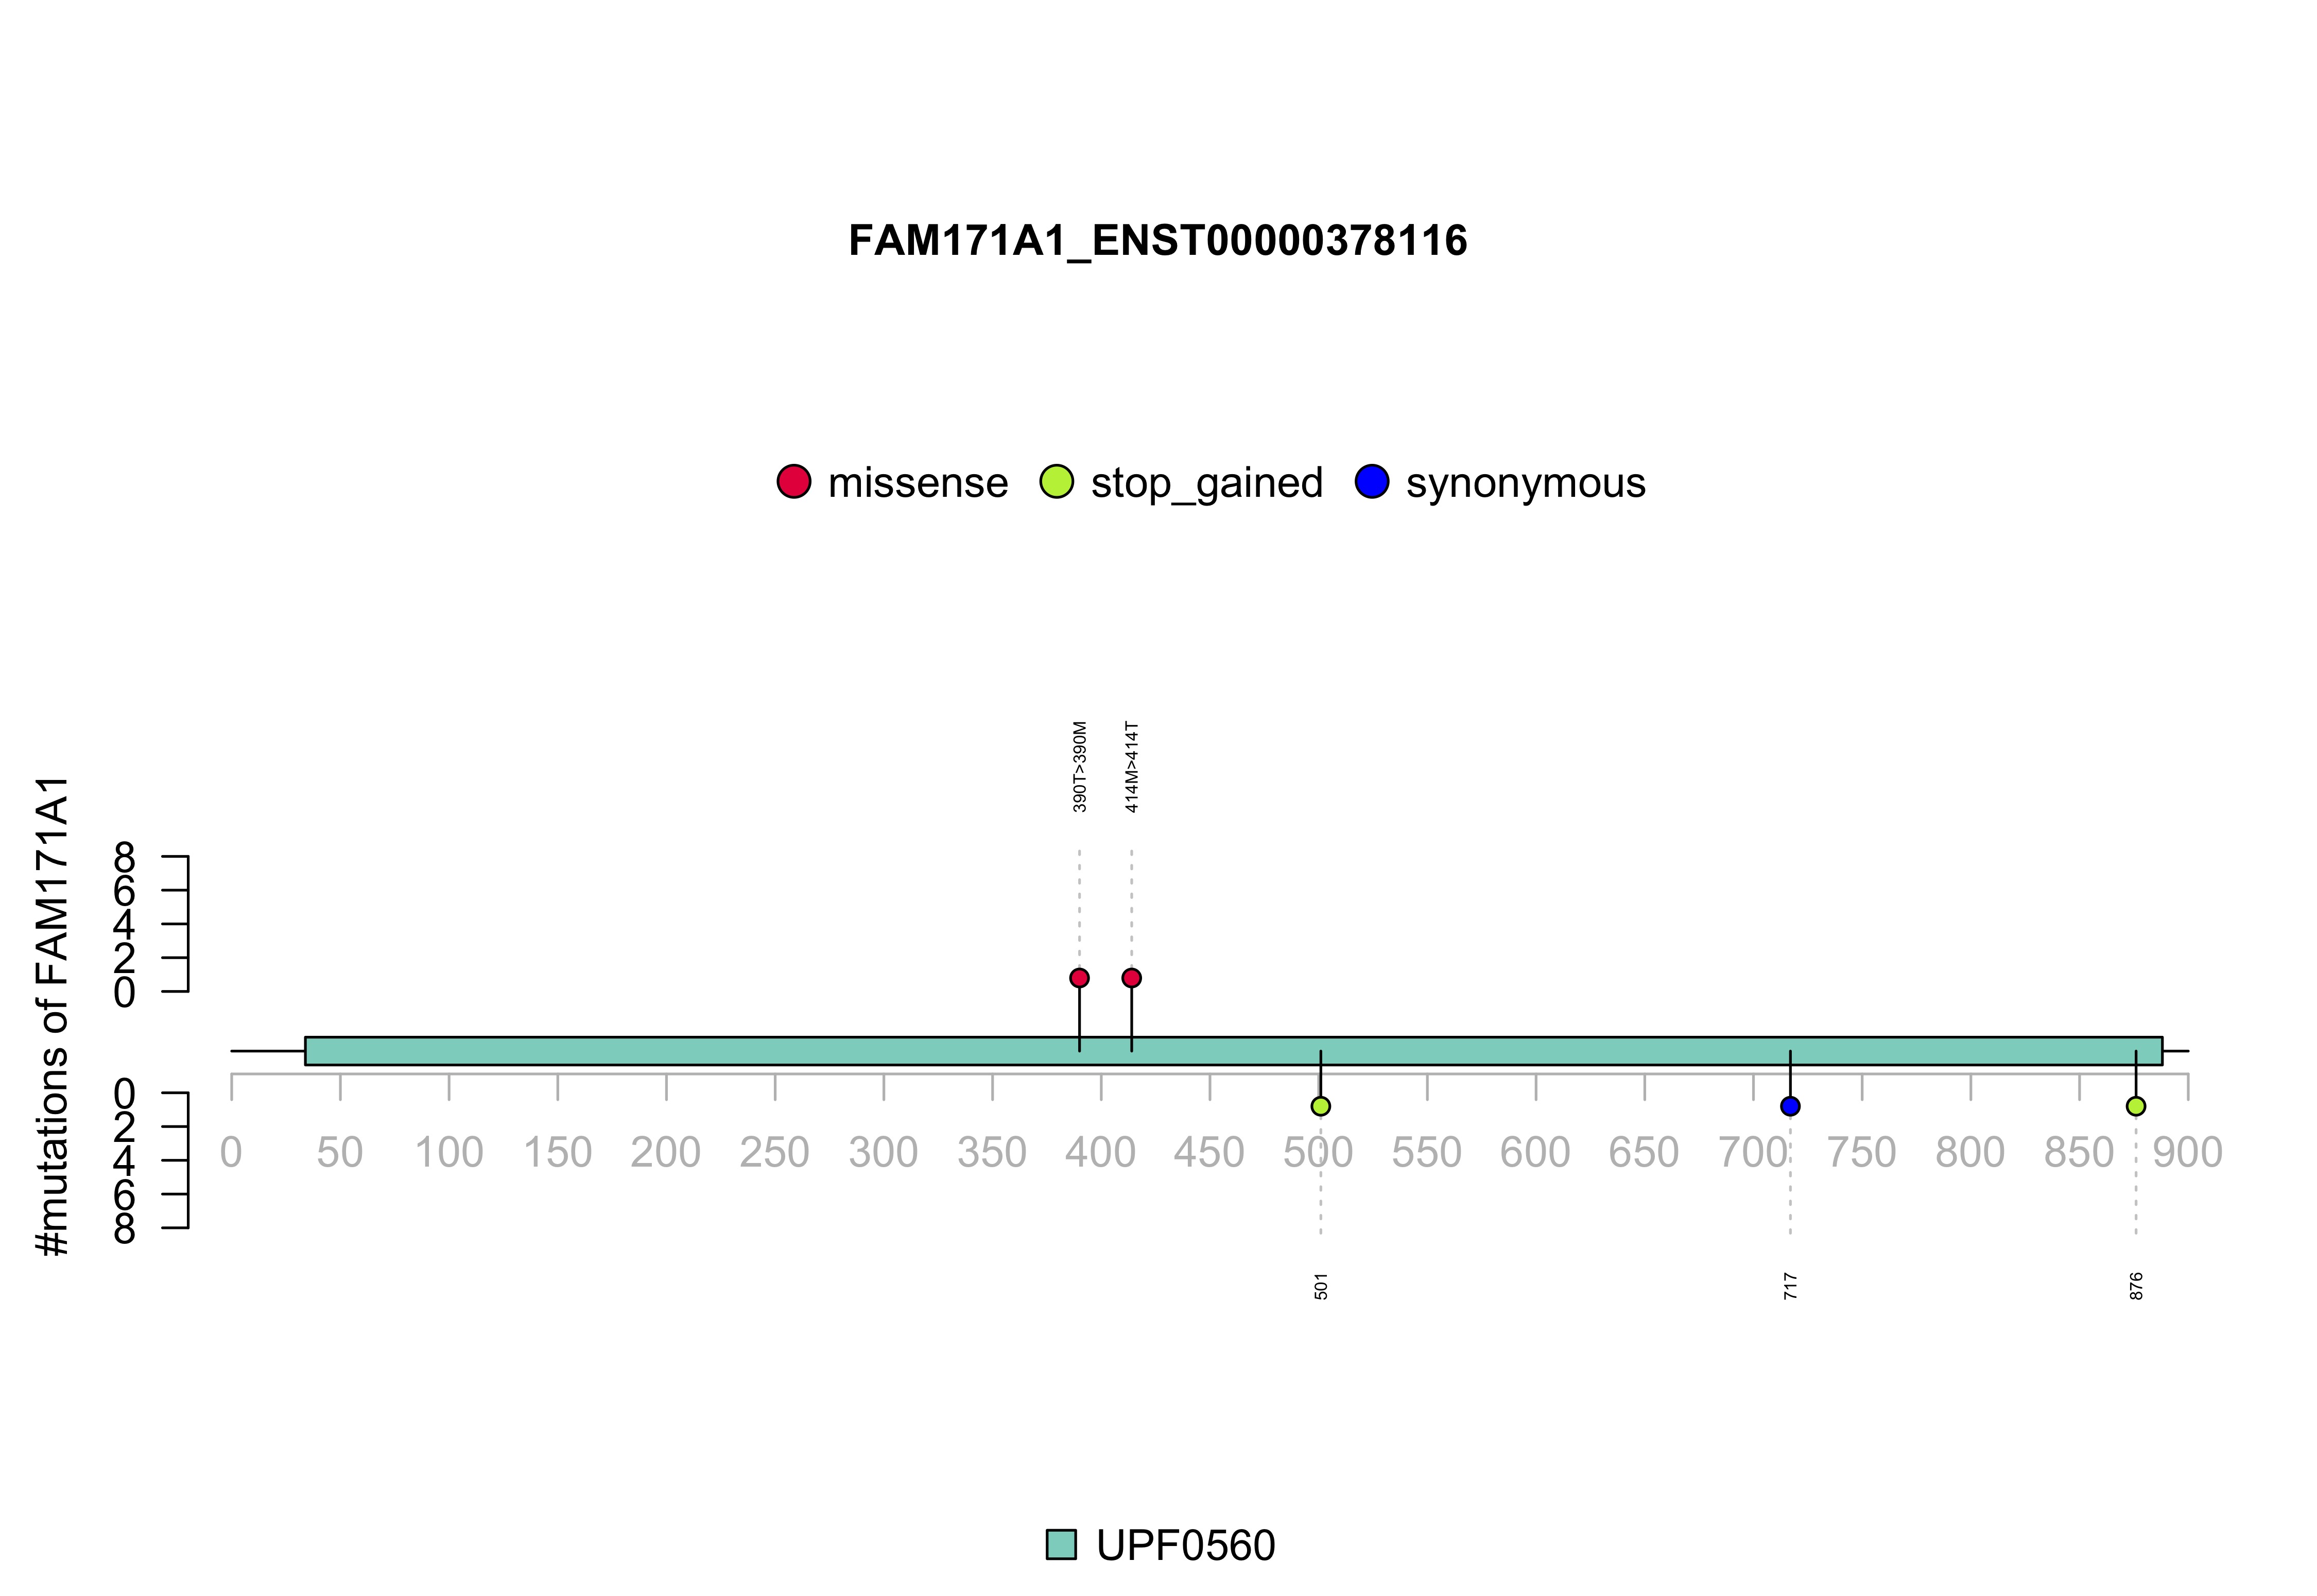 FAM171A1_ENST00000378116
missense stop_gained synonymous
390T>390M
414M>414T
#mutations of FAM171A1
8
6
4
2
0
0
2
4
6
8
0 50 100 150 200 250 300 350 400 450 500 550 600 650 700 750 800 850 900
501
717
876
UPF0560